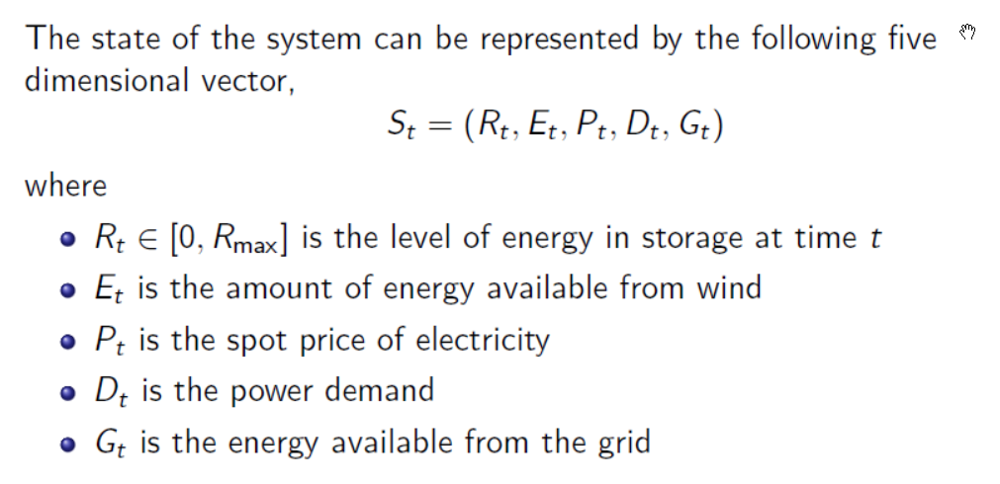 The state of the system can be represented by the following five
dimensional vector,
S_t = (R_t, E_t, P_t, D_t, G_t)
where
• R_t ∈ [0, R_max] is the level of energy in storage at time t
• E_t is the amount of energy available from wind
• P_t is the spot price of electricity
• D_t is the power demand
• G_t is the energy available from the grid